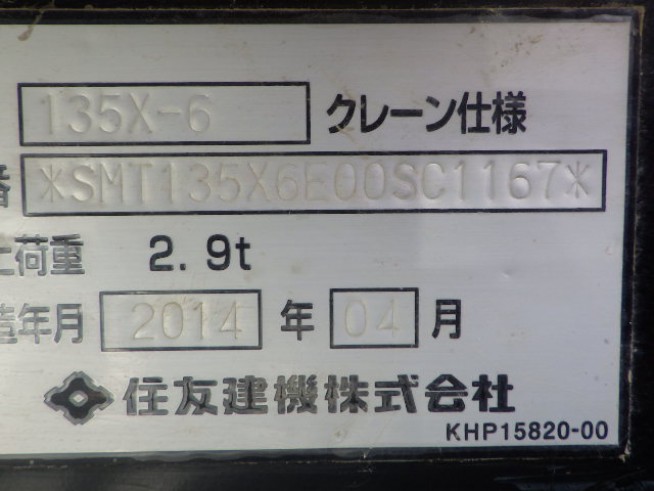 135X-6 クレーン仕様
番 *SMT135X6E00SC1167*
上荷重 2.9t
造年月 2014 年 04 月
住友建機株式会社
KHP15820-00